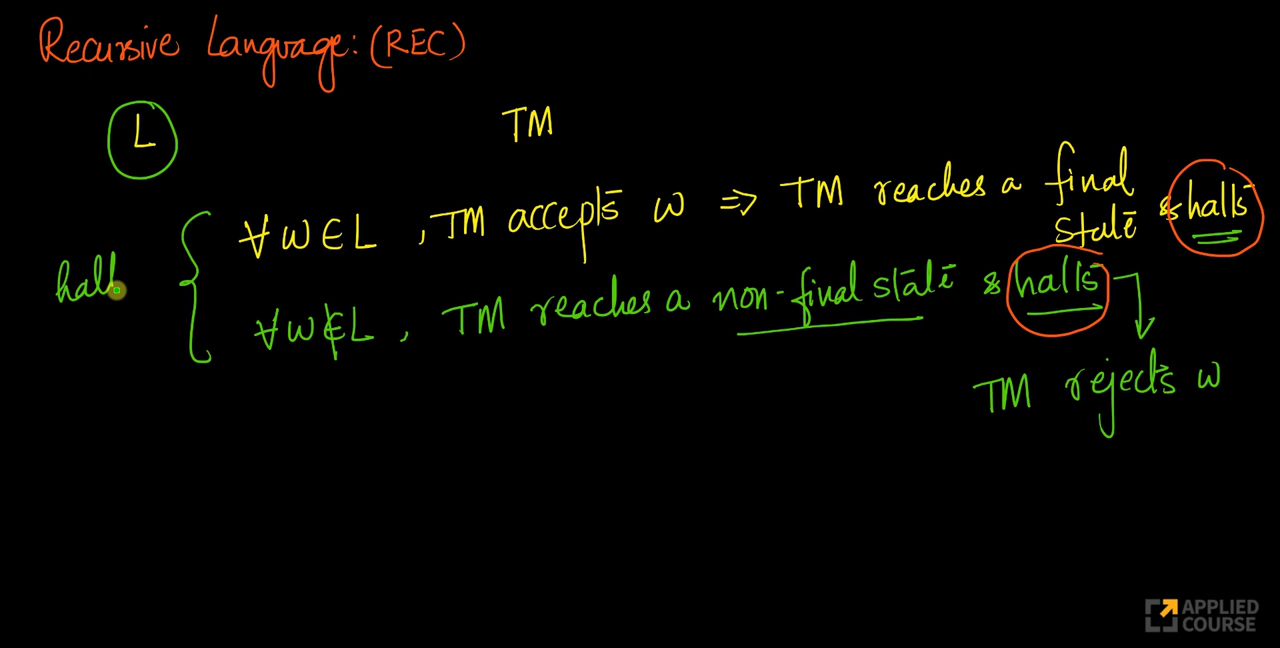 Recursive Language: (REC)
L
TM
∀ w ∈ L , TM accepts w ⇒ TM reaches a final state & halts
halt
∀ w ∉ L , TM reaches a non-final state & halts
TM rejects w
APPLIED
COURSE